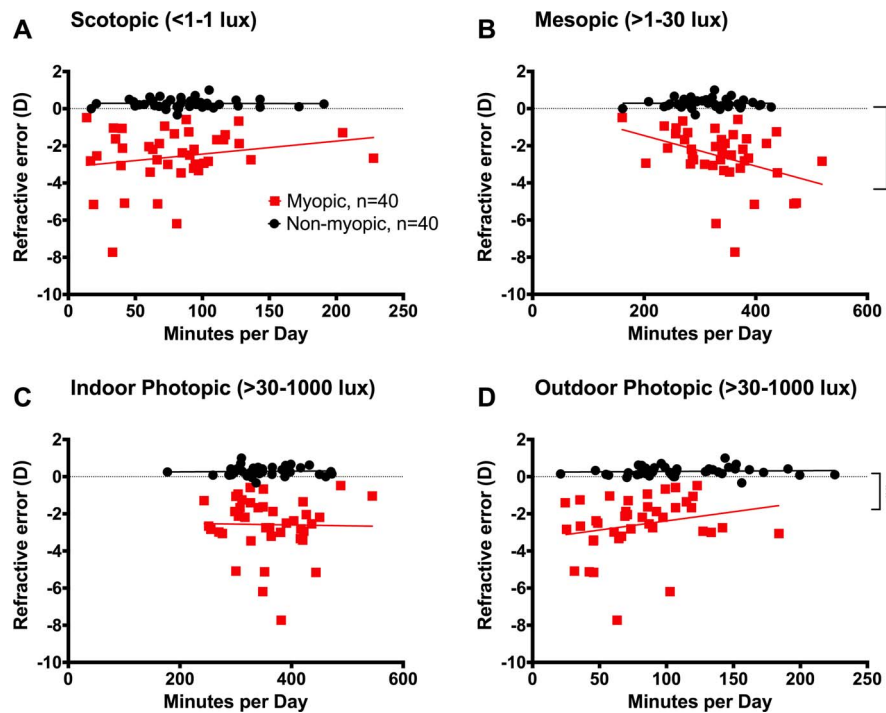 A Scotopic (<1-1 lux)
Refractive error (D)
2
0
-2
-4
-6
-8
-10
Myopic, n=40
Non-myopic, n=40
0 50 100 150 200 250
Minutes per Day
B Mesopic (>1-30 lux)
Refractive error (D)
2
0
-2
-4
-6
-8
-10
0 200 400 600
Minutes per Day
C Indoor Photopic (>30-1000 lux)
Refractive error (D)
2
0
-2
-4
-6
-8
-10
0 200 400 600
Minutes per Day
D Outdoor Photopic (>30-1000 lux)
Refractive error (D)
2
0
-2
-4
-6
-8
-10
0 50 100 150 200 250
Minutes per Day